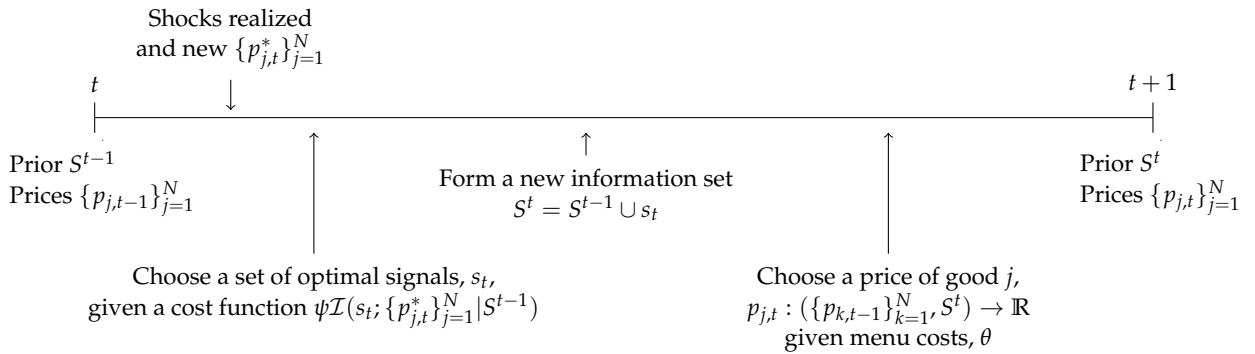 Shocks realized
and new {p*_{j,t}}^N_{j=1}
t
t + 1
Prior S^{t−1}
Prices {p_{j,t−1}}^N_{j=1}
Form a new information set
S^t = S^{t−1} ∪ s_t
Prior S^t
Prices {p_{j,t}}^N_{j=1}
Choose a set of optimal signals, s_t,
given a cost function ψI(s_t; {p*_{j,t}}^N_{j=1}|S^{t−1})
Choose a price of good j,
p_{j,t} : ({p_{k,t−1}}^N_{k=1}, S^t) → ℝ
given menu costs, θ